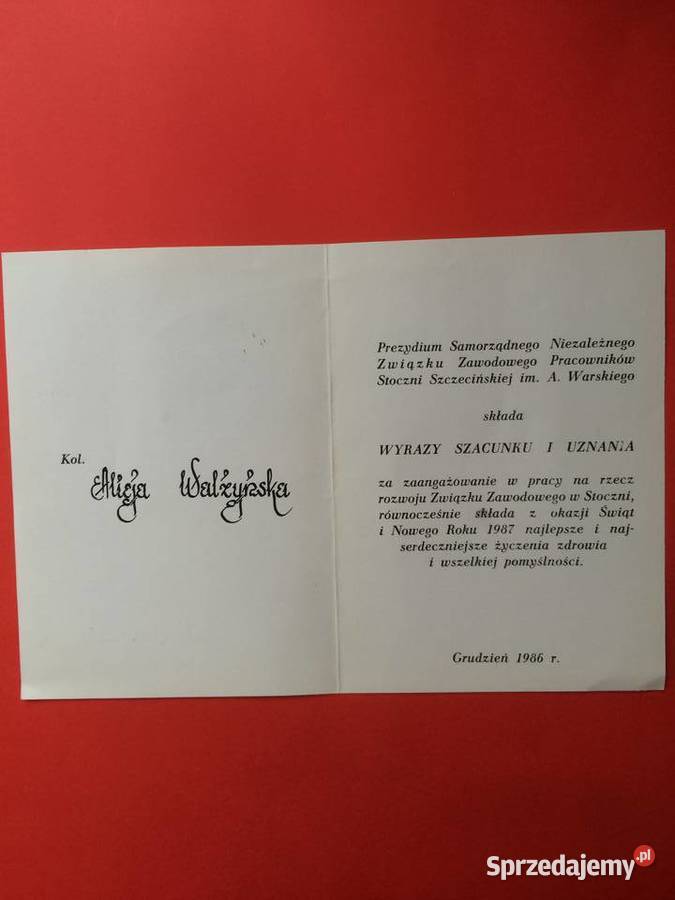 Kol.
Alicja Walżyńska
Prezydium Samorządnego Niezależnego
Związku Zawodowego Pracowników
Stoczni Szczecińskiej im. A. Warskiego
składa
WYRAZY SZACUNKU I UZNANIA
za zaangażowanie w pracy na rzecz
rozwoju Związku Zawodowego w Stoczni,
równocześnie składa z okazji Świąt
i Nowego Roku 1987 najlepsze i naj-
serdeczniejsze życzenia zdrowia
i wszelkiej pomyślności.
Grudzień 1986 r.
Sprzedajemy.pl